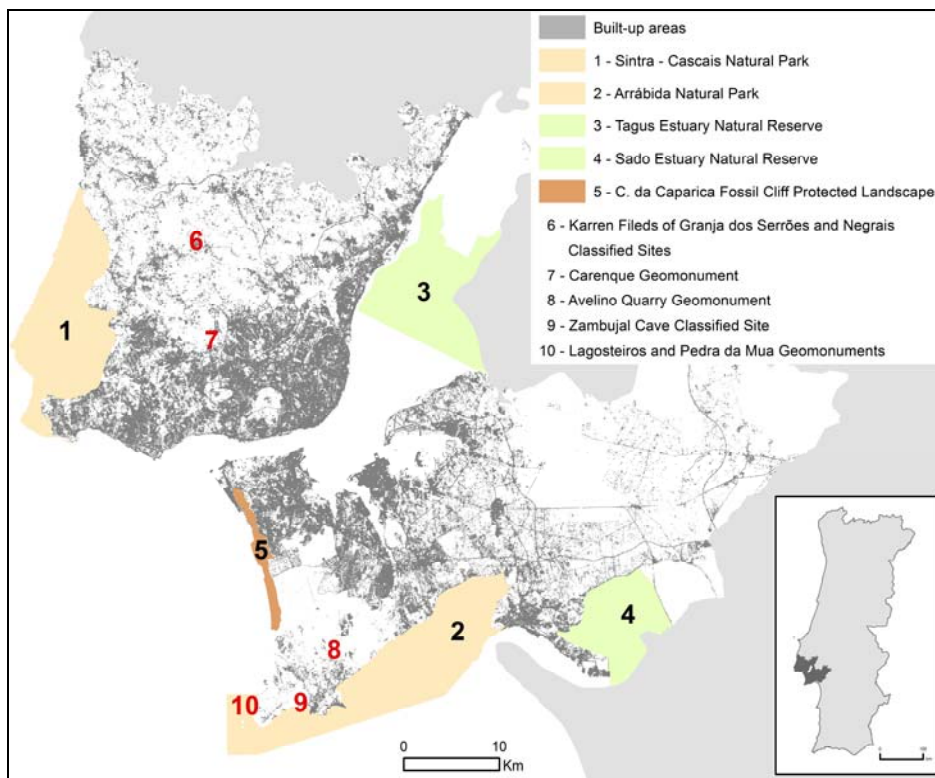 Built-up areas
1 - Sintra - Cascais Natural Park
2 - Arrábida Natural Park
3 - Tagus Estuary Natural Reserve
4 - Sado Estuary Natural Reserve
5 - C. da Caparica Fossil Cliff Protected Landscape
6 - Karren Fileds of Granja dos Serrões and Negrais
Classified Sites
7 - Carenque Geomonument
8 - Avelino Quarry Geomonument
9 - Zambujal Cave Classified Site
10 - Lagosteiros and Pedra da Mua Geomonuments
6
3
1
7
5
4
2
8
10
9
0 10
Km